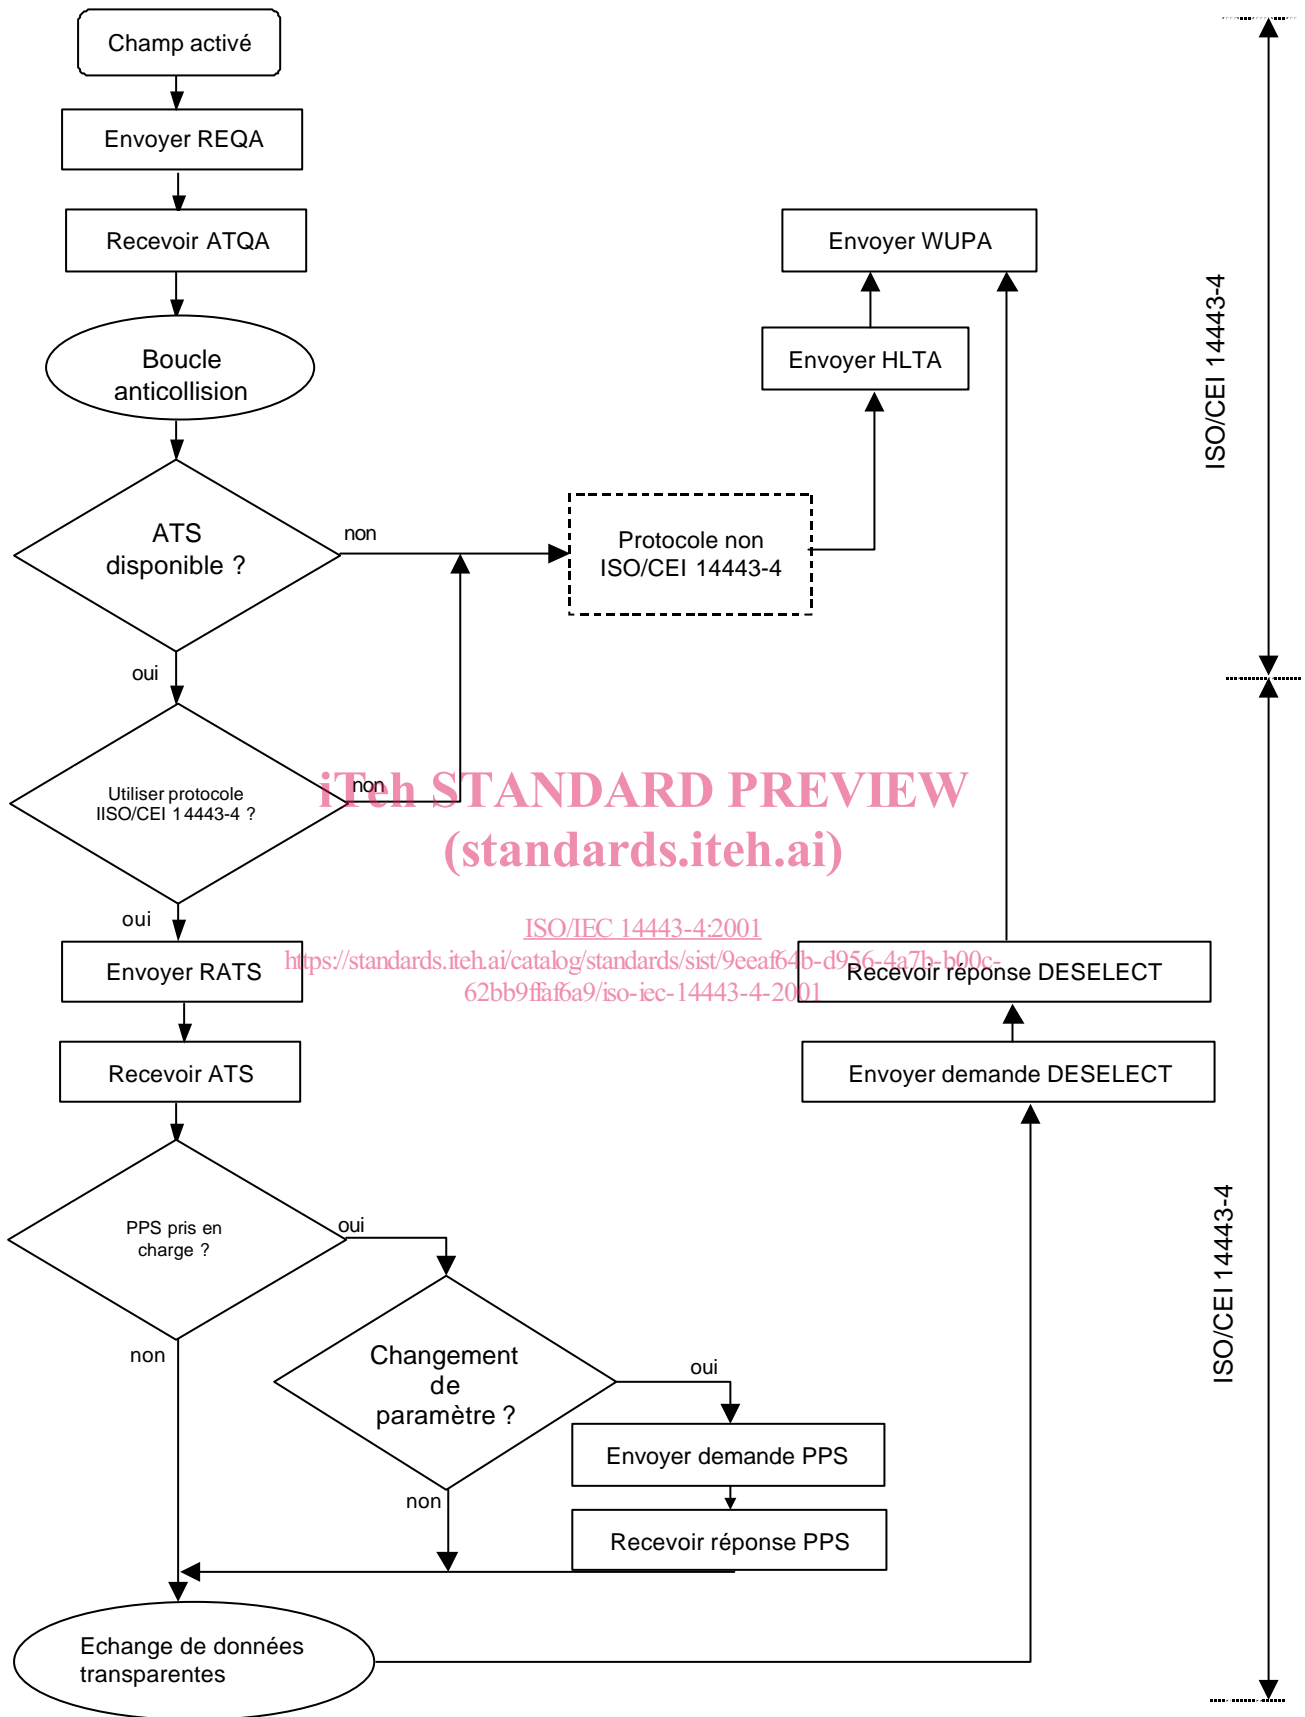 Champ activé
Envoyer REQA
Recevoir ATQA
Envoyer WUPA
Boucle
anticollision
Envoyer HLTA
ISO/CEI 14443-4
ATS
disponible ?
non
Protocole non
ISO/CEI 14443-4
oui
Utiliser protocole
IISO/CEI 14443-4 ?
non
iTeh STANDARD PREVIEW
(standards.iteh.ai)
oui
ISO/IEC 14443-4:2001
https://standards.iteh.ai/catalog/standards/sist/9eeaf64b-d956-4a7b-b00c-
62bb9ffaf6a9/iso-iec-14443-4-2001
Envoyer RATS
Recevoir réponse DESELECT
Recevoir ATS
Envoyer demande DESELECT
PPS pris en
charge ?
oui
ISO/CEI 14443-4
non
Changement
de
paramètre ?
oui
Envoyer demande PPS
non
Recevoir réponse PPS
Echange de données
transparentes